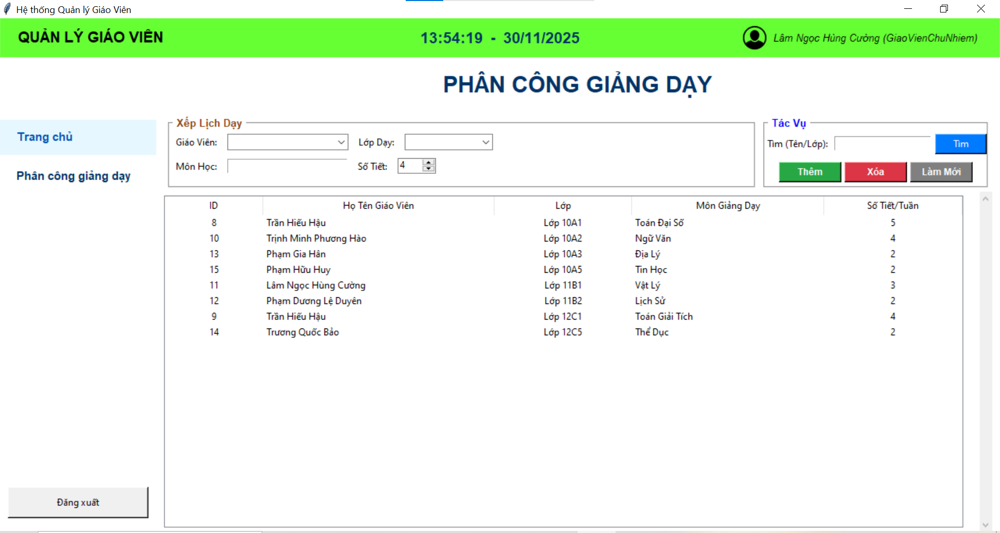 Hệ thống Quản lý Giáo Viên
QUẢN LÝ GIÁO VIÊN
13:54:19 - 30/11/2025
Lâm Ngọc Hùng Cường (GiaoVienChuNhiem)
PHÂN CÔNG GIẢNG DẠY
Trang chủ
Phân công giảng dạy
Xếp Lịch Dạy
Giáo Viên: Lớp Dạy:
Môn Học: Số Tiết: 4
Tác Vụ
Tìm (Tên/Lớp): Tìm
Thêm Xóa Làm Mới
ID Họ Tên Giáo Viên Lớp Môn Giảng Dạy Số Tiết/Tuần
8 Trần Hiếu Hậu Lớp 10A1 Toán Đại Số 5
10 Trịnh Minh Phương Hào Lớp 10A2 Ngữ Văn 4
13 Phạm Gia Hân Lớp 10A3 Địa Lý 2
15 Phạm Hữu Huy Lớp 10A5 Tin Học 2
11 Lâm Ngọc Hùng Cường Lớp 11B1 Vật Lý 3
12 Phạm Dương Lệ Duyên Lớp 11B2 Lịch Sử 2
9 Trần Hiếu Hậu Lớp 12C1 Toán Giải Tích 4
14 Trương Quốc Bảo Lớp 12C5 Thể Dục 2
Đăng xuất